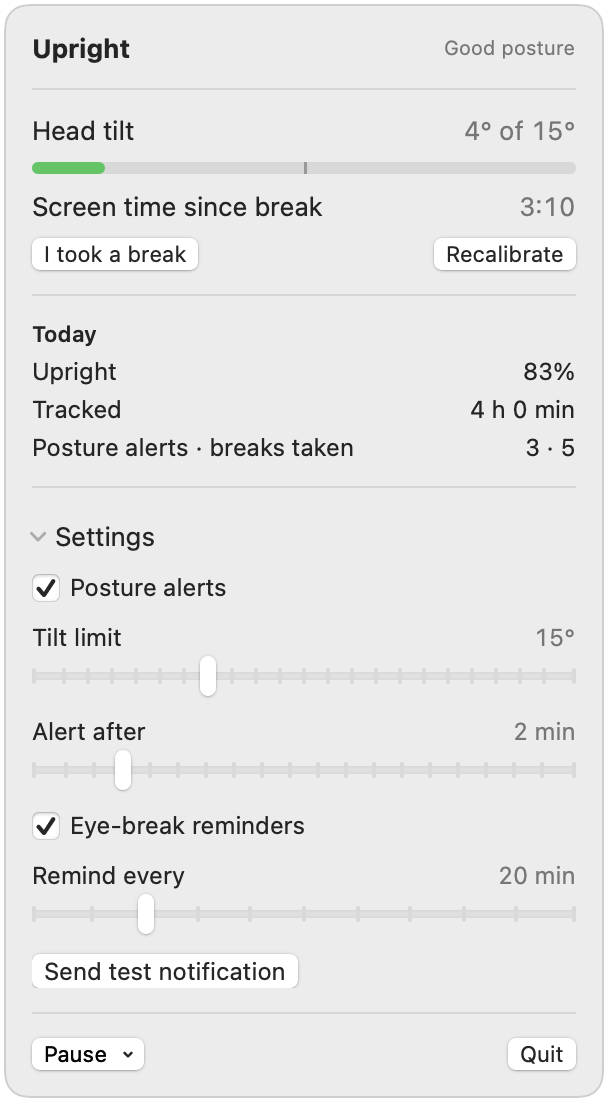 Upright Good posture
Head tilt 4° of 15°
Screen time since break 3:10
I took a break Recalibrate
Today
Upright 83%
Tracked 4 h 0 min
Posture alerts · breaks taken 3 · 5
Settings
Posture alerts
Tilt limit 15°
Alert after 2 min
Eye-break reminders
Remind every 20 min
Send test notification
Pause Quit